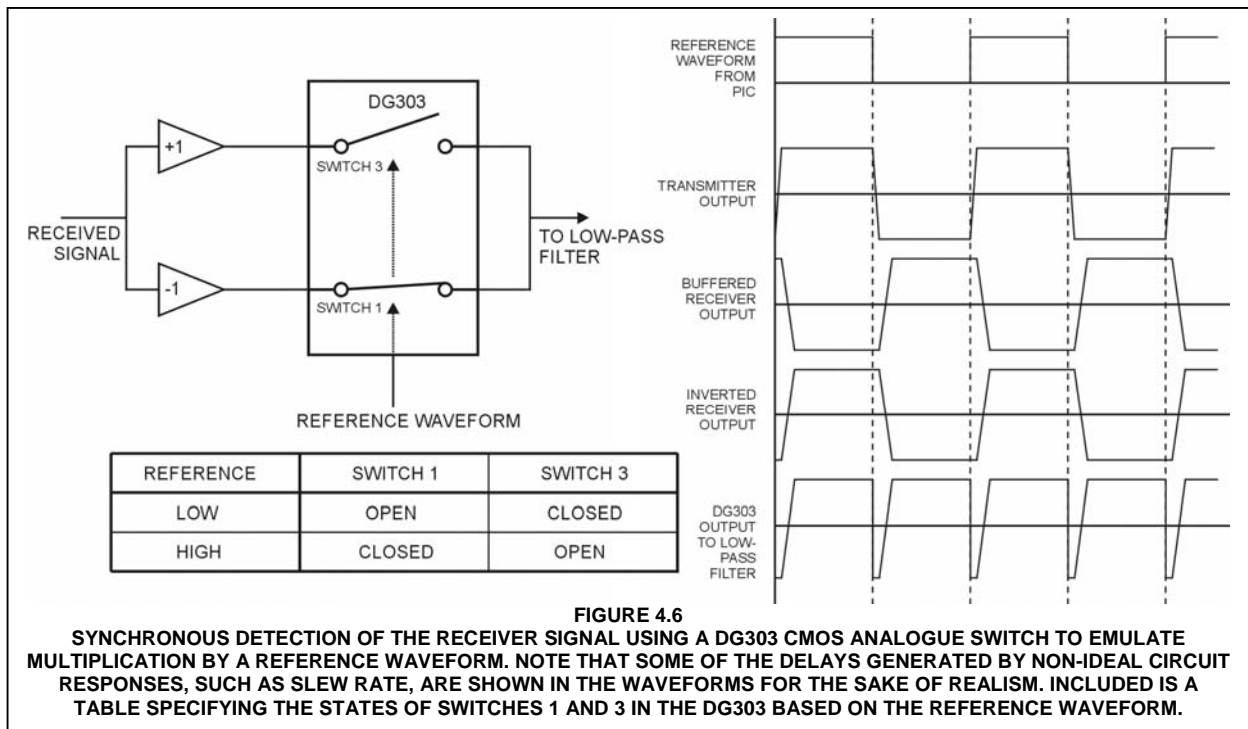 DG303
+1
SWITCH 3
RECEIVED
SIGNAL
TO LOW-PASS
FILTER
-1
SWITCH 1
REFERENCE WAVEFORM
REFERENCE SWITCH 1 SWITCH 3
LOW OPEN CLOSED
HIGH CLOSED OPEN
REFERENCE
WAVEFORM
FROM
PIC
TRANSMITTER
OUTPUT
BUFFERED
RECEIVER
OUTPUT
INVERTED
RECEIVER
OUTPUT
DG303
OUTPUT
TO LOW-
PASS
FILTER
FIGURE 4.6
SYNCHRONOUS DETECTION OF THE RECEIVER SIGNAL USING A DG303 CMOS ANALOGUE SWITCH TO EMULATE
MULTIPLICATION BY A REFERENCE WAVEFORM. NOTE THAT SOME OF THE DELAYS GENERATED BY NON-IDEAL CIRCUIT
RESPONSES, SUCH AS SLEW RATE, ARE SHOWN IN THE WAVEFORMS FOR THE SAKE OF REALISM. INCLUDED IS A
TABLE SPECIFYING THE STATES OF SWITCHES 1 AND 3 IN THE DG303 BASED ON THE REFERENCE WAVEFORM.